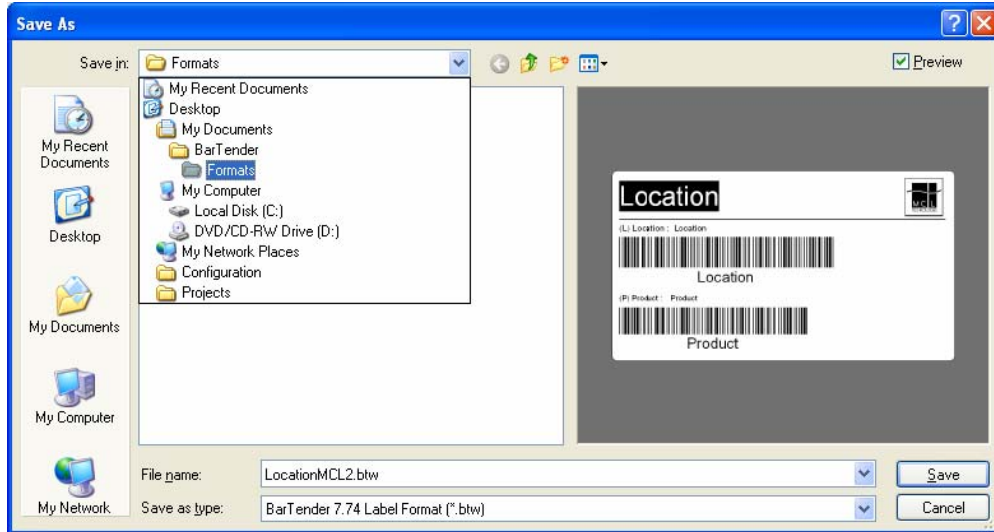 Save As
Save in:
Formats
Preview
My Recent Documents
Desktop
My Documents
BarTender
Formats
My Computer
Local Disk (C:)
DVD/CD-RW Drive (D:)
My Network Places
Configuration
Projects
My Recent
Documents
Desktop
My Documents
My Computer
My Network
Location
MCL
(L) Location : Location
Location
(P) Product : Product
Product
File name:
LocationMCL2.btw
Save
Save as type:
BarTender 7.74 Label Format (*.btw)
Cancel